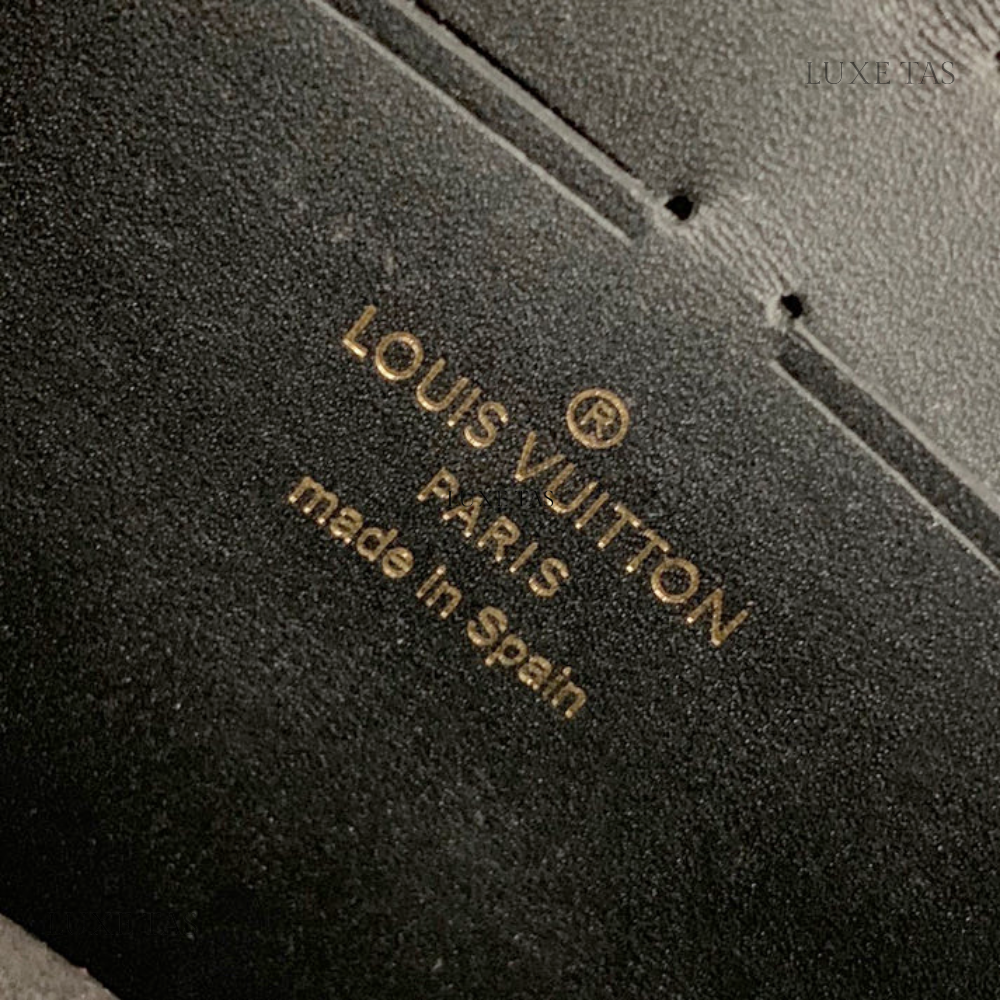 LUXE TAS
LOUIS VUITTON
®
PARIS
made in Spain